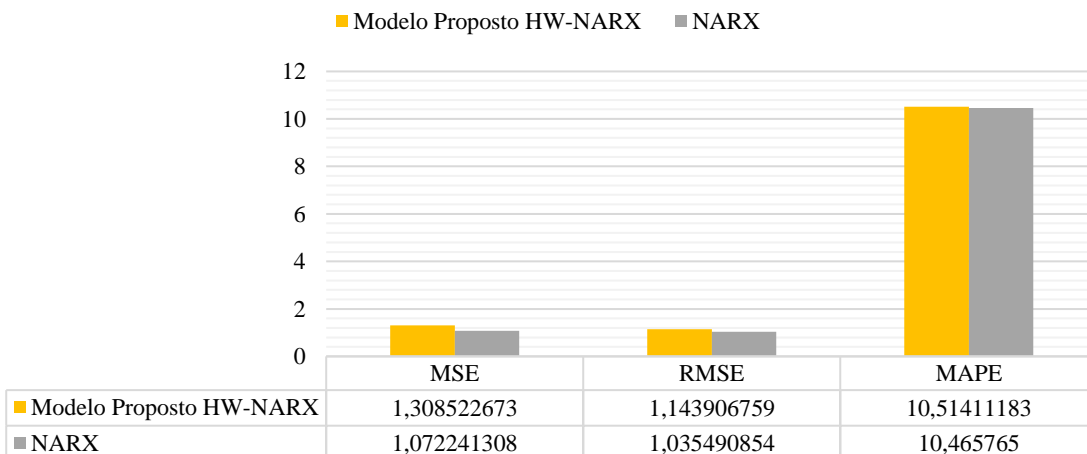 Modelo Proposto HW-NARX NARX
12
10
8
6
4
2
0
MSE RMSE MAPE
Modelo Proposto HW-NARX 1,308522673 1,143906759 10,51411183
NARX 1,072241308 1,035490854 10,465765